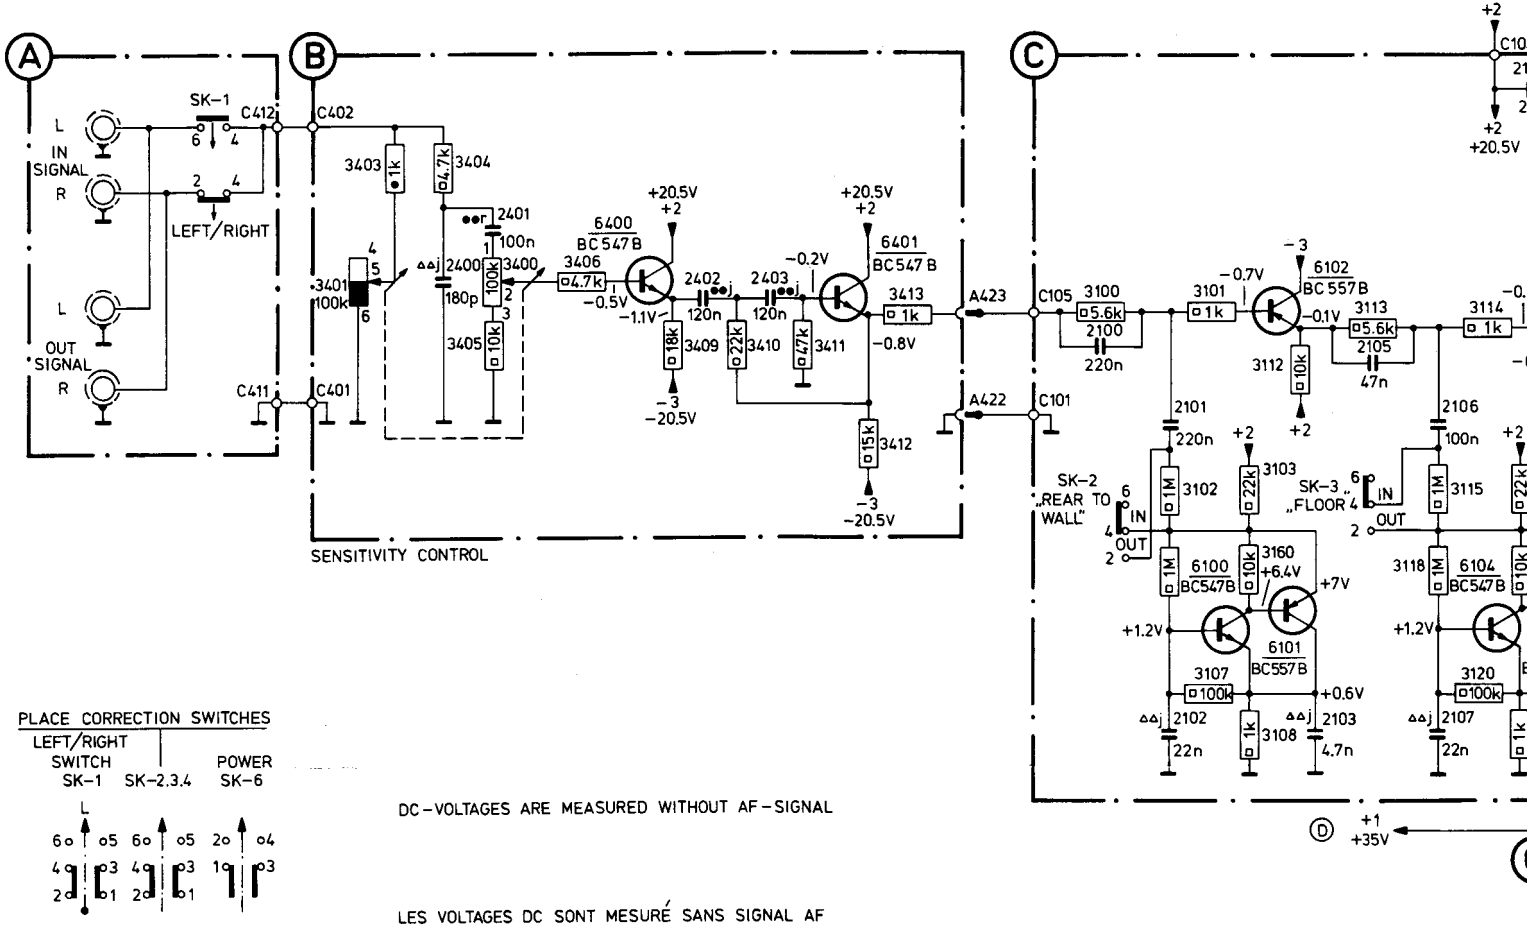 A
B
C
+2
C10
21
2
+2
+20.5V
SK-1
C412
C402
L
6
4
IN
SIGNAL
R
2
4
LEFT/RIGHT
3403
1k
4.7k
3404
2401
100n
4
5
3401
100k
6
2400
180p
1
100k
3400
2
3
3405
10k
6400
BC547B
3406
4.7k
-0.5V
-1.1V
+20.5V
+2
2402
j
120n
2403
j
120n
-0.2V
+20.5V
+2
6401
BC547B
3413
1k
18k
3409
22k
3410
47k
3411
-0.8V
-3
-20.5V
15k
3412
-3
-20.5V
L
OUT
SIGNAL
R
C411
C401
A423
C105
A422
C101
SENSITIVITY CONTROL
3100
5.6k
2100
220n
3101
1k
-0.7V
-3
6102
BC557B
-0.1V
3113
5.6k
2105
47n
3114
1k
-0.
3112
10k
+2
2101
220n
2106
100n
SK-2
„REAR TO
WALL"
6
IN
4
OUT
2
1M
3102
+2
22k
3103
SK-3
„FLOOR"
6
IN
4
OUT
2
1M
3115
+2
22k
1M
6100
BC547B
10k
3160
+6.4V
+7V
3118
1M
6104
BC547B
10k
+1.2V
6101
BC557B
+1.2V
3107
100k
+0.6V
3120
100k
j
2102
22n
1k
3108
j
2103
4.7n
j
2107
22n
1k
PLACE CORRECTION SWITCHES
LEFT/RIGHT
SWITCH
SK-1
SK-2.3.4
POWER
SK-6
L
6 5
4 3
2 1
6 5
4 3
2 1
2 4
1 3
DC-VOLTAGES ARE MEASURED WITHOUT AF-SIGNAL
D
+1
+35V
LES VOLTAGES DC SONT MESURÉ SANS SIGNAL AF